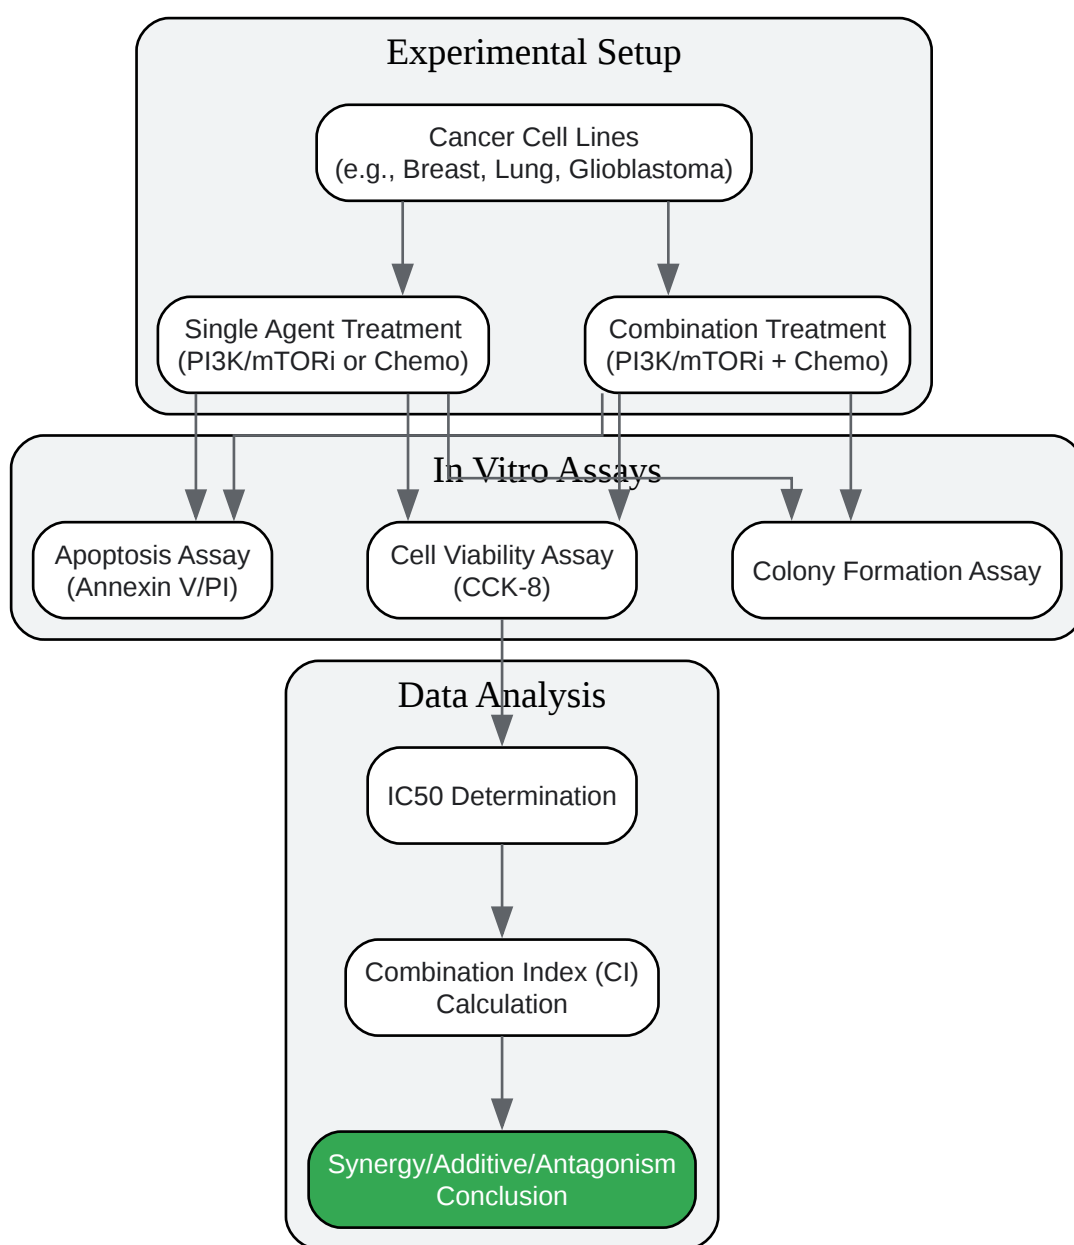 Experimental Setup
Cancer Cell Lines
(e.g., Breast, Lung, Glioblastoma)
Single Agent Treatment
(PI3K/mTORi or Chemo)
Combination Treatment
(PI3K/mTORi + Chemo)
In Vitro Assays
Apoptosis Assay
(Annexin V/PI)
Cell Viability Assay
(CCK-8)
Colony Formation Assay
Data Analysis
IC50 Determination
Combination Index (CI)
Calculation
Synergy/Additive/Antagonism
Conclusion